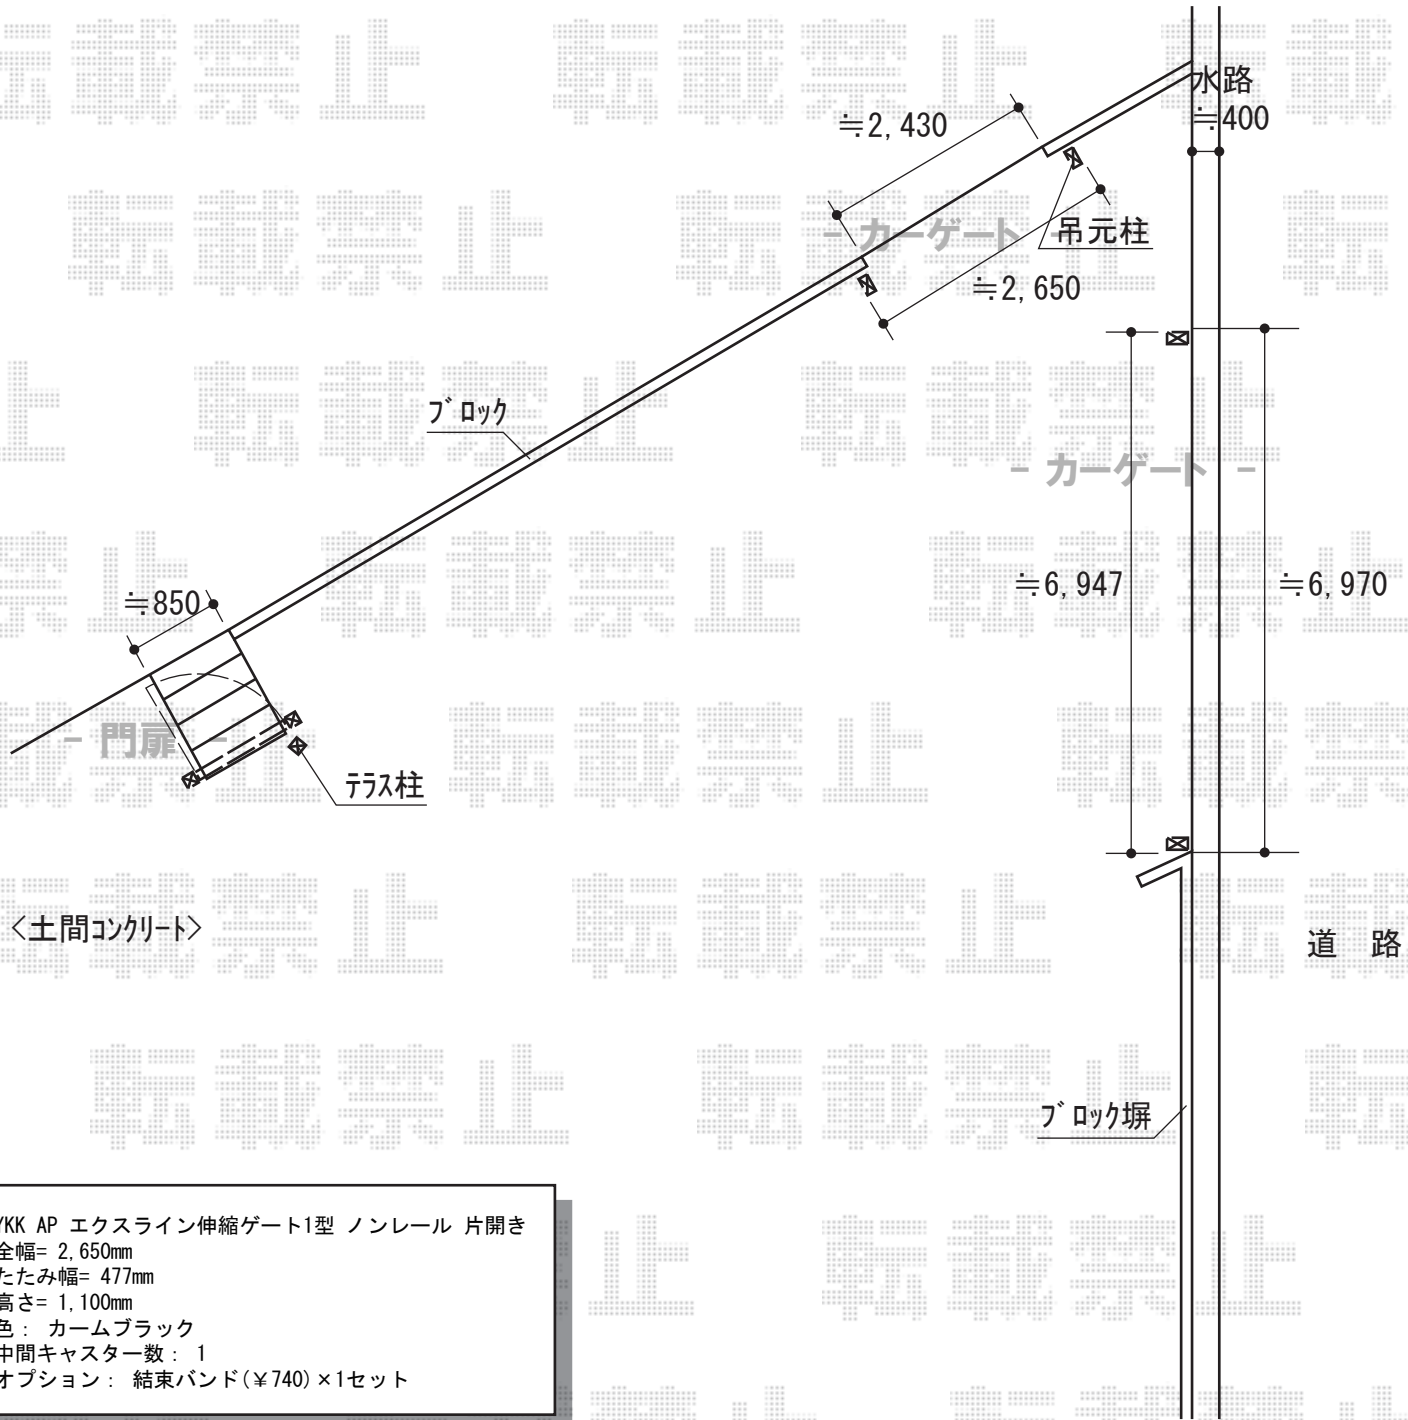 水路
≒400
≒2,430
吊元柱
- カーゲート -
≒2,650
ブロック
- カーゲート -
≒6,947
≒6,970
≒850
- 門扉 -
テラス柱
<土間コンクリート>
道 路
ブロック塀
YKK AP エクスライン伸縮ゲート1型 ノンレール 片開き
全幅= 2,650mm
たたみ幅= 477mm
高さ= 1,100mm
色: カームブラック
中間キャスター数: 1
オプション: 結束バンド(¥740)×1セット
転載禁止